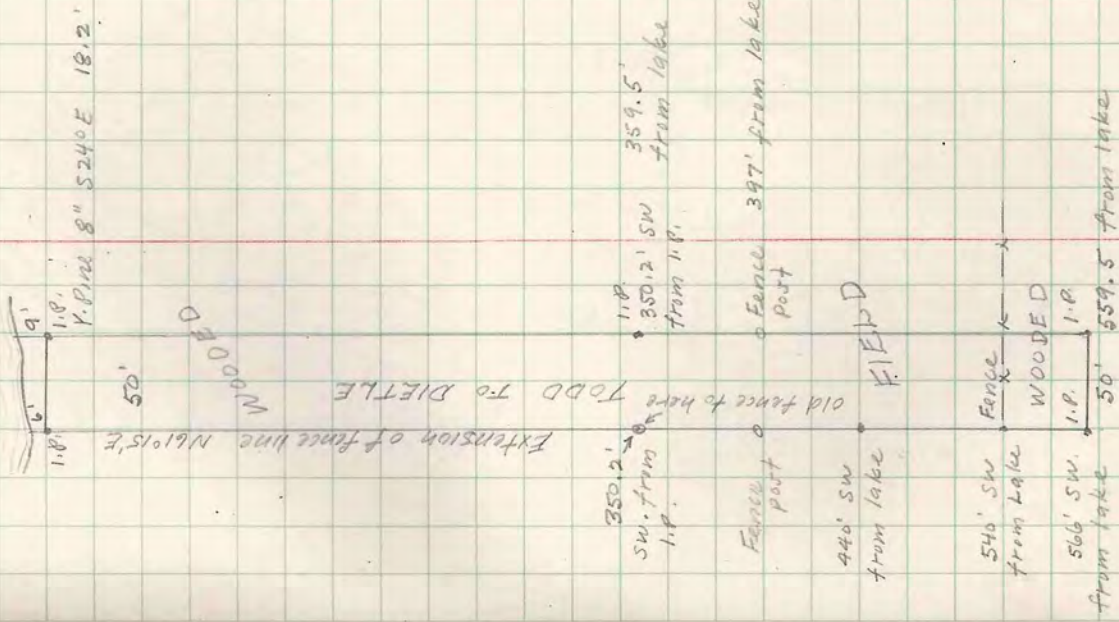 6'
9'
I.P.
I.P.
Y. Pine 8" S24°E 18.2'
50'
WOODED
TODD TO DIETLE
Extension of fence line N61°15'E
350.2'
SW. from
I.P.
I.P.
350.2' SW
from I.P.
359.5'
from lake
old fence to here
Fence
post
Fence
Post
397' from lake
440' SW
from lake
FIELD
540' SW
from Lake
Fence
WOODED
566' SW.
from lake
I.P.
I.P.
50'
559.5 from lake